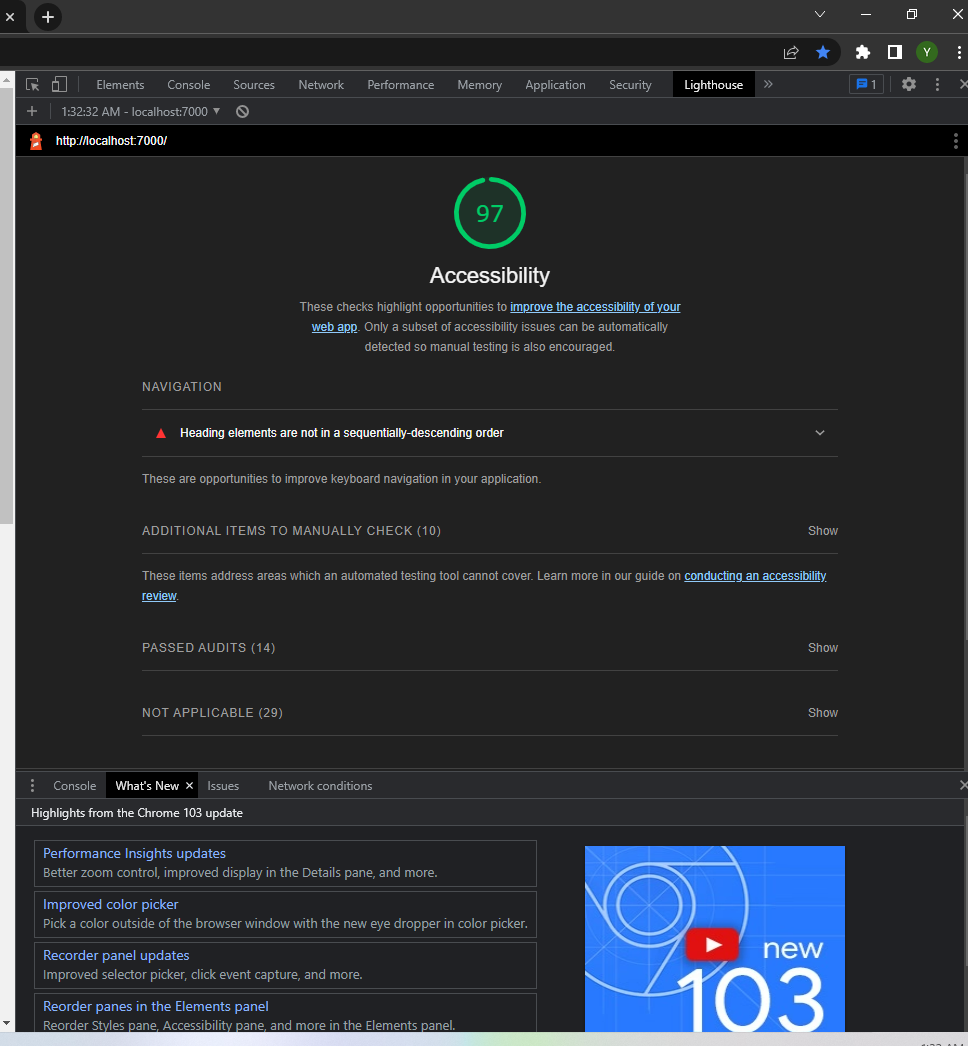 Y
Elements Console Sources Network Performance Memory Application Security Lighthouse » 1
1:32:32 AM - localhost:7000
http://localhost:7000/
97
Accessibility
These checks highlight opportunities to improve the accessibility of your
web app. Only a subset of accessibility issues can be automatically
detected so manual testing is also encouraged.
NAVIGATION
Heading elements are not in a sequentially-descending order
These are opportunities to improve keyboard navigation in your application.
ADDITIONAL ITEMS TO MANUALLY CHECK (10) Show
These items address areas which an automated testing tool cannot cover. Learn more in our guide on conducting an accessibility
review.
PASSED AUDITS (14) Show
NOT APPLICABLE (29) Show
Console What's New Issues Network conditions
Highlights from the Chrome 103 update
Performance Insights updates
Better zoom control, improved display in the Details pane, and more.
Improved color picker
Pick a color outside of the browser window with the new eye dropper in color picker.
Recorder panel updates
Improved selector picker, click event capture, and more.
Reorder panes in the Elements panel
Reorder Styles pane, Accessibility pane, and more in the Elements panel.
new
103